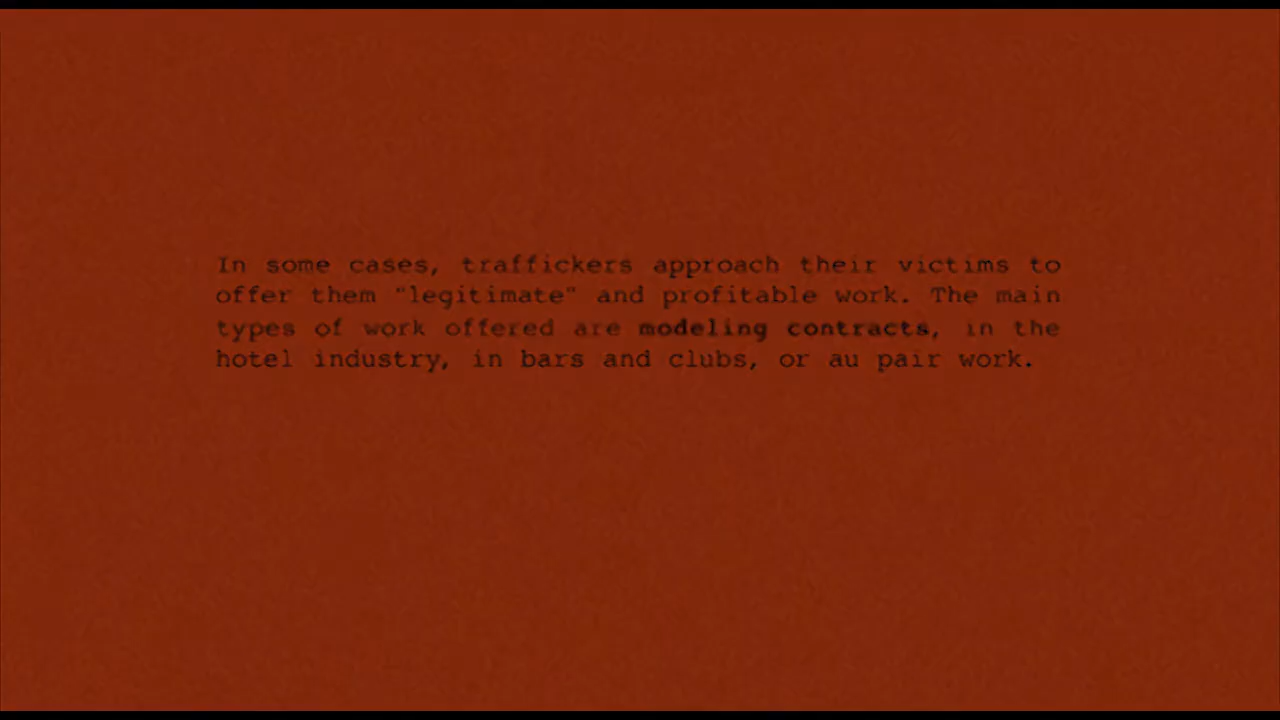 In some cases, traffickers approach their victims to
offer them "legitimate" and profitable work. The main
types of work offered are modeling contracts, in the
hotel industry, in bars and clubs, or au pair work.